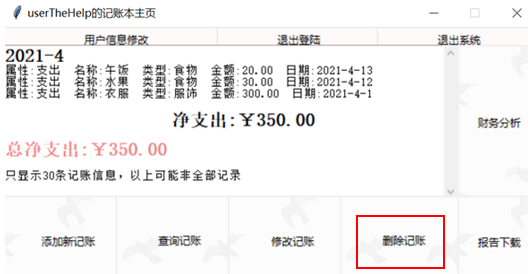 userTheHelp的记账本主页
用户信息修改 退出登陆 退出系统
2021-4
属性:支出 名称:午饭 类型:食物 金额:20.00 日期:2021-4-13
属性:支出 名称:水果 类型:食物 金额:30.00 日期:2021-4-12
属性:支出 名称:衣服 类型:服饰 金额:300.00 日期:2021-4-1
净支出:¥350.00
总净支出:¥350.00
只显示30条记账信息，以上可能非全部记录
财务分析
添加新记账 查询记账 修改记账 删除记账 报告下载